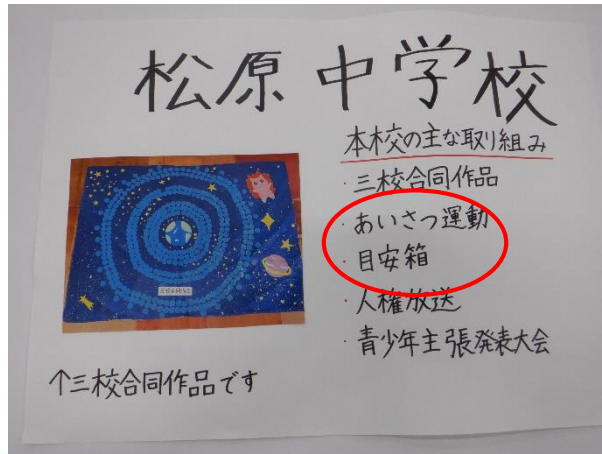 松原中学校
本校の主な取り組み
・三校合同作品
・あいさつ運動
・目安箱
・人権放送
・青少年主張発表大会
↑三校合同作品です